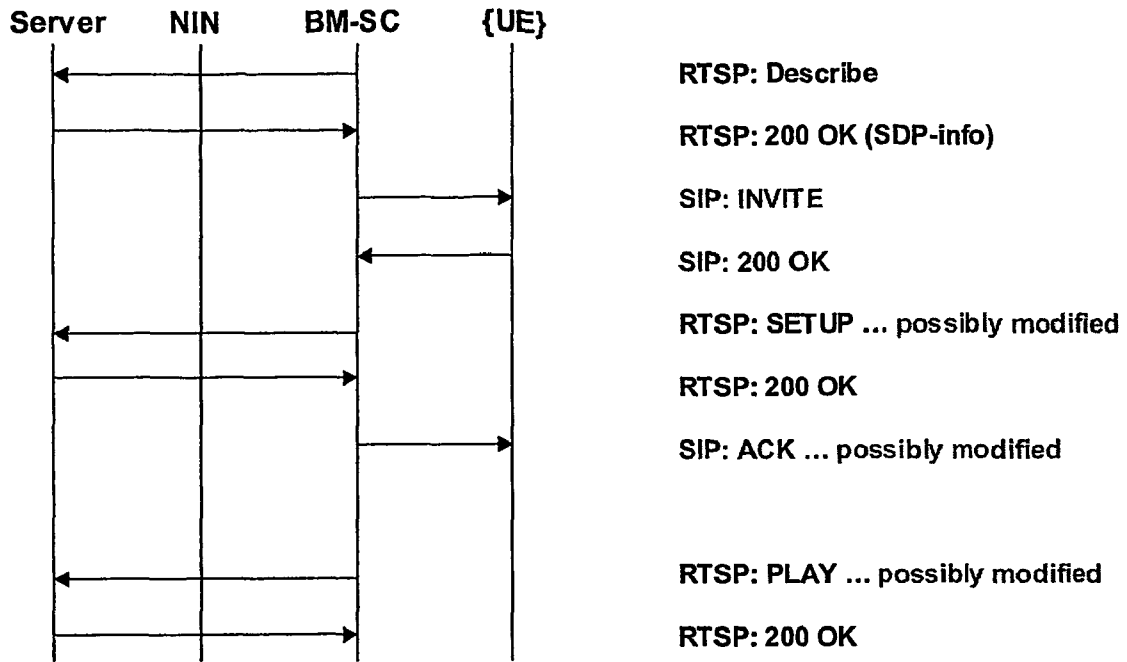 Server NIN BM-SC {UE}
RTSP: Describe
RTSP: 200 OK (SDP-info)
SIP: INVITE
SIP: 200 OK
RTSP: SETUP ... possibly modified
RTSP: 200 OK
SIP: ACK ... possibly modified
RTSP: PLAY ... possibly modified
RTSP: 200 OK